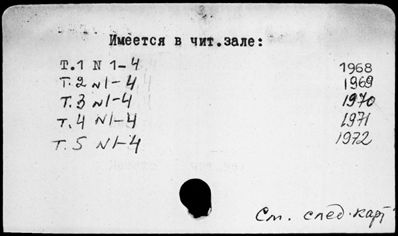 Имеется в чит.зале:
Т.1 N 1-4 1968
Т.2 N1-4 1969
Т.3 N1-4 1970
Т.4 N1-4 1971
Т.5 N1-4 1972
См. след. карт